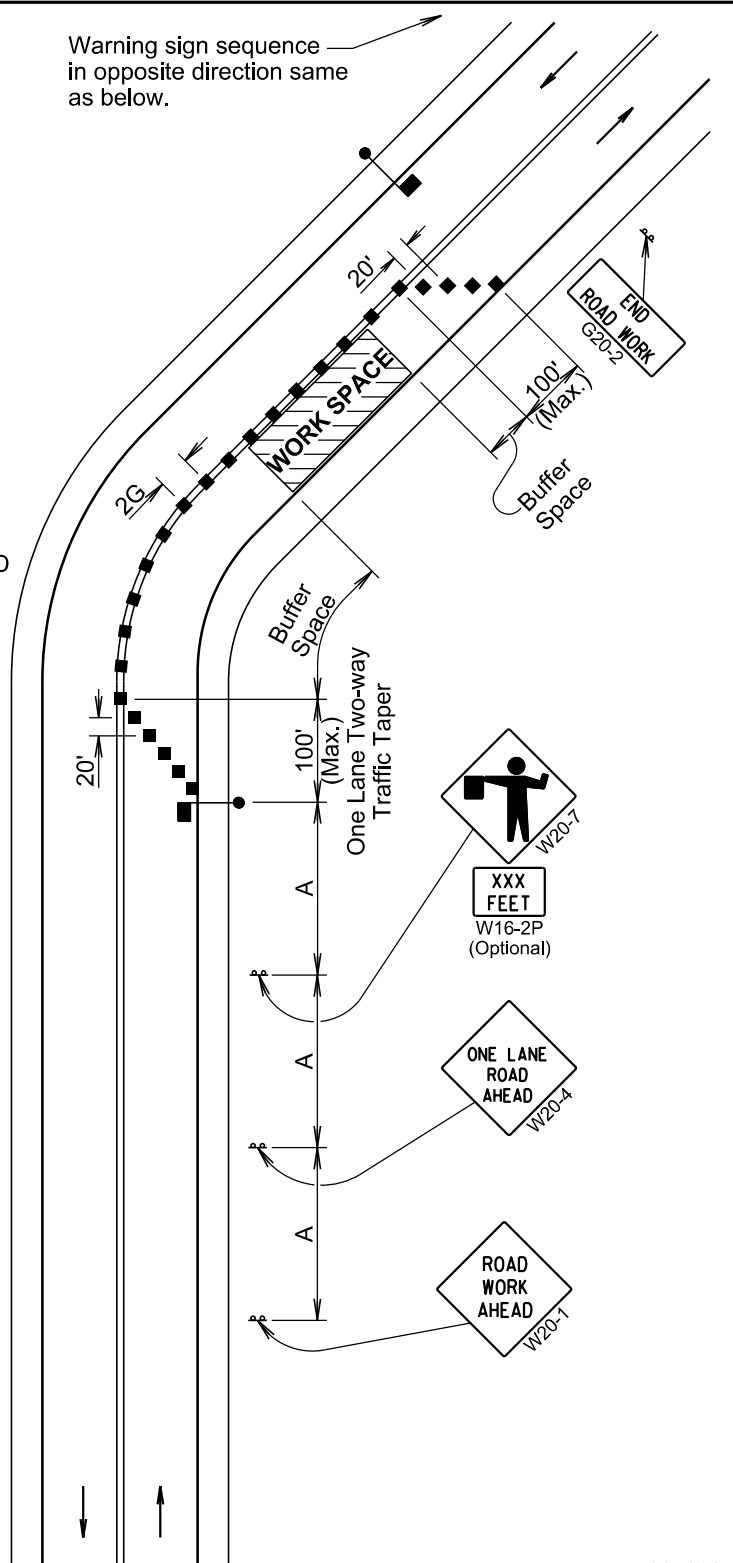 Warning sign sequence
in opposite direction same
as below.
20'
END
ROAD WORK
G20-2
100'
(Max.)
WORK SPACE
Buffer
Space
2G
Buffer
Space
100'
(Max.)
One Lane Two-way
Traffic Taper
20'
W20-7
XXX
FEET
W16-2P
(Optional)
A
ONE LANE
ROAD
AHEAD
W20-4
A
ROAD
WORK
AHEAD
W20-1
A